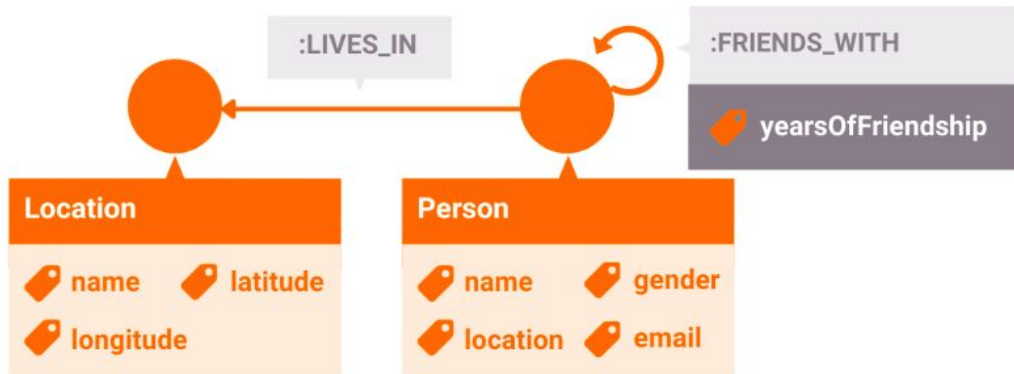 :LIVES_IN
:FRIENDS_WITH
yearsOfFriendship
Location
name latitude
longitude
Person
name gender
location email